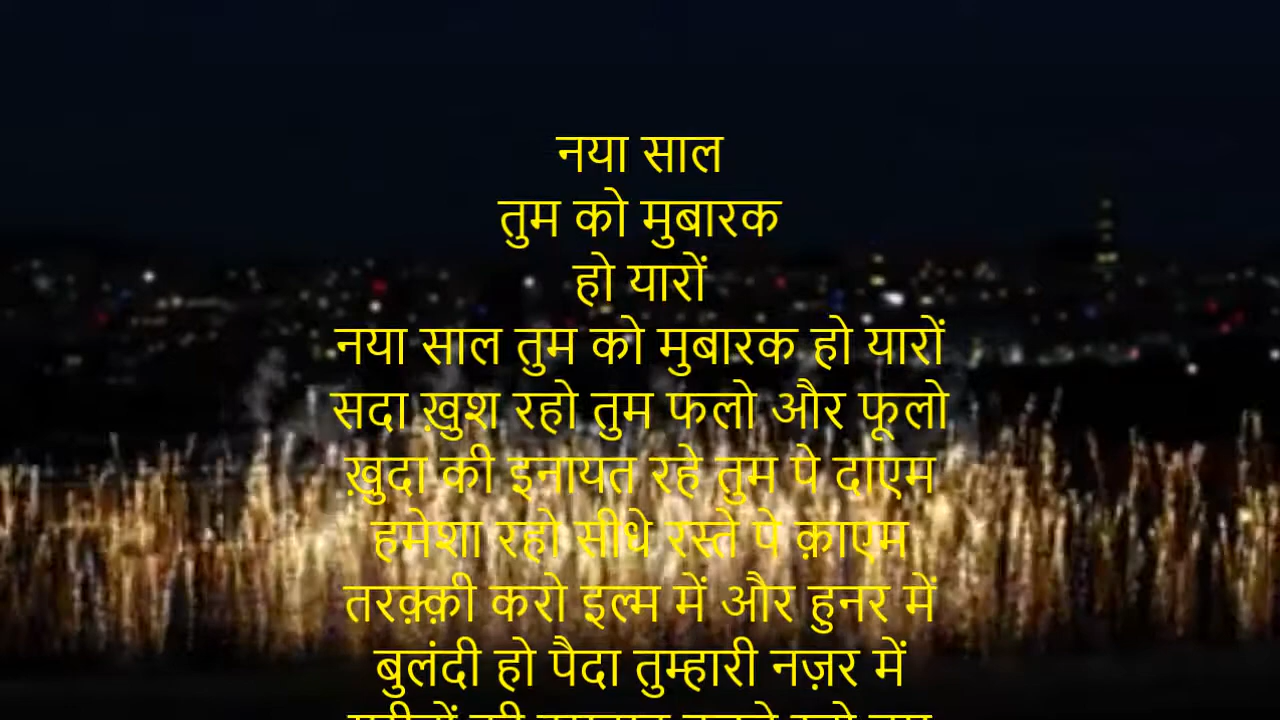 नया साल
तुम को मुबारक
हो यारों
नया साल तुम को मुबारक हो यारों
सदा ख़ुश रहो तुम फलो और फूलो
ख़ुदा की इनायत रहे तुम पे दाएम
हमेशा रहो सीधे रस्ते पे क़ाएम
तरक़्क़ी करो इल्म में और हुनर में
बुलंदी हो पैदा तुम्हारी नज़र में